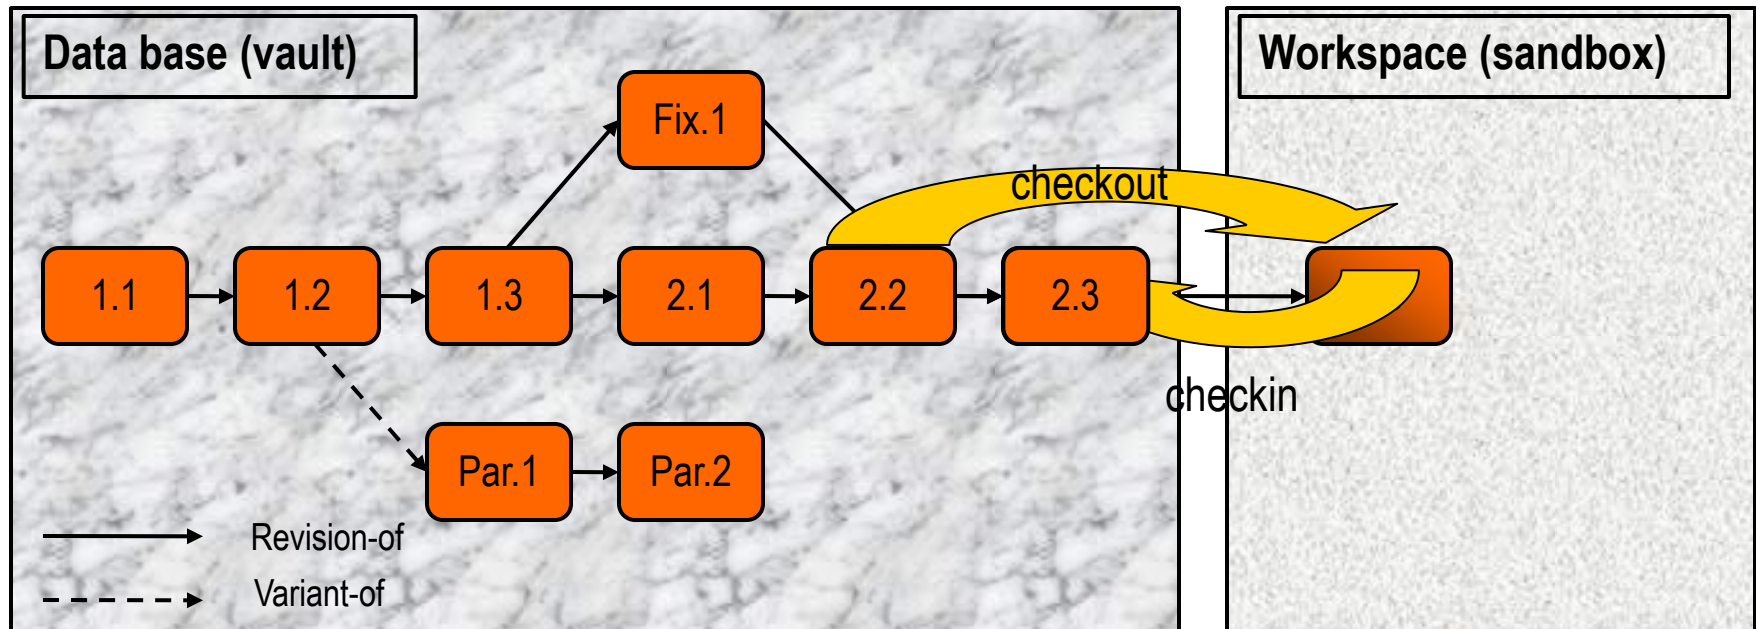 Data base (vault)
Workspace (sandbox)
Fix.1
checkout
1.1
1.2
1.3
2.1
2.2
2.3
checkin
Par.1
Par.2
Revision-of
Variant-of